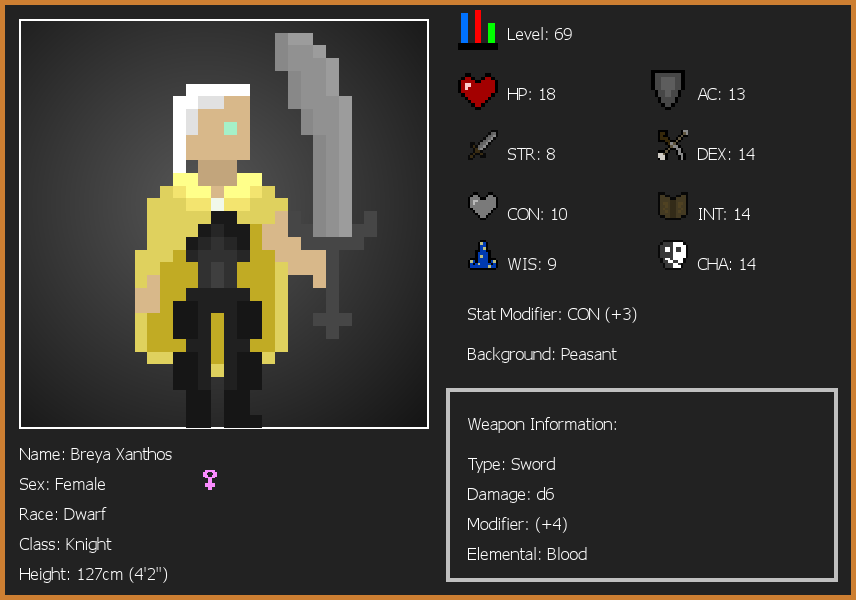 Level: 69
HP: 18
AC: 13
STR: 8
DEX: 14
CON: 10
INT: 14
WIS: 9
CHA: 14
Stat Modifier: CON (+3)
Background: Peasant
Weapon Information:
Type: Sword
Damage: d6
Modifier: (+4)
Elemental: Blood
Name: Breya Xanthos
Sex: Female
Race: Dwarf
Class: Knight
Height: 127cm (4'2")